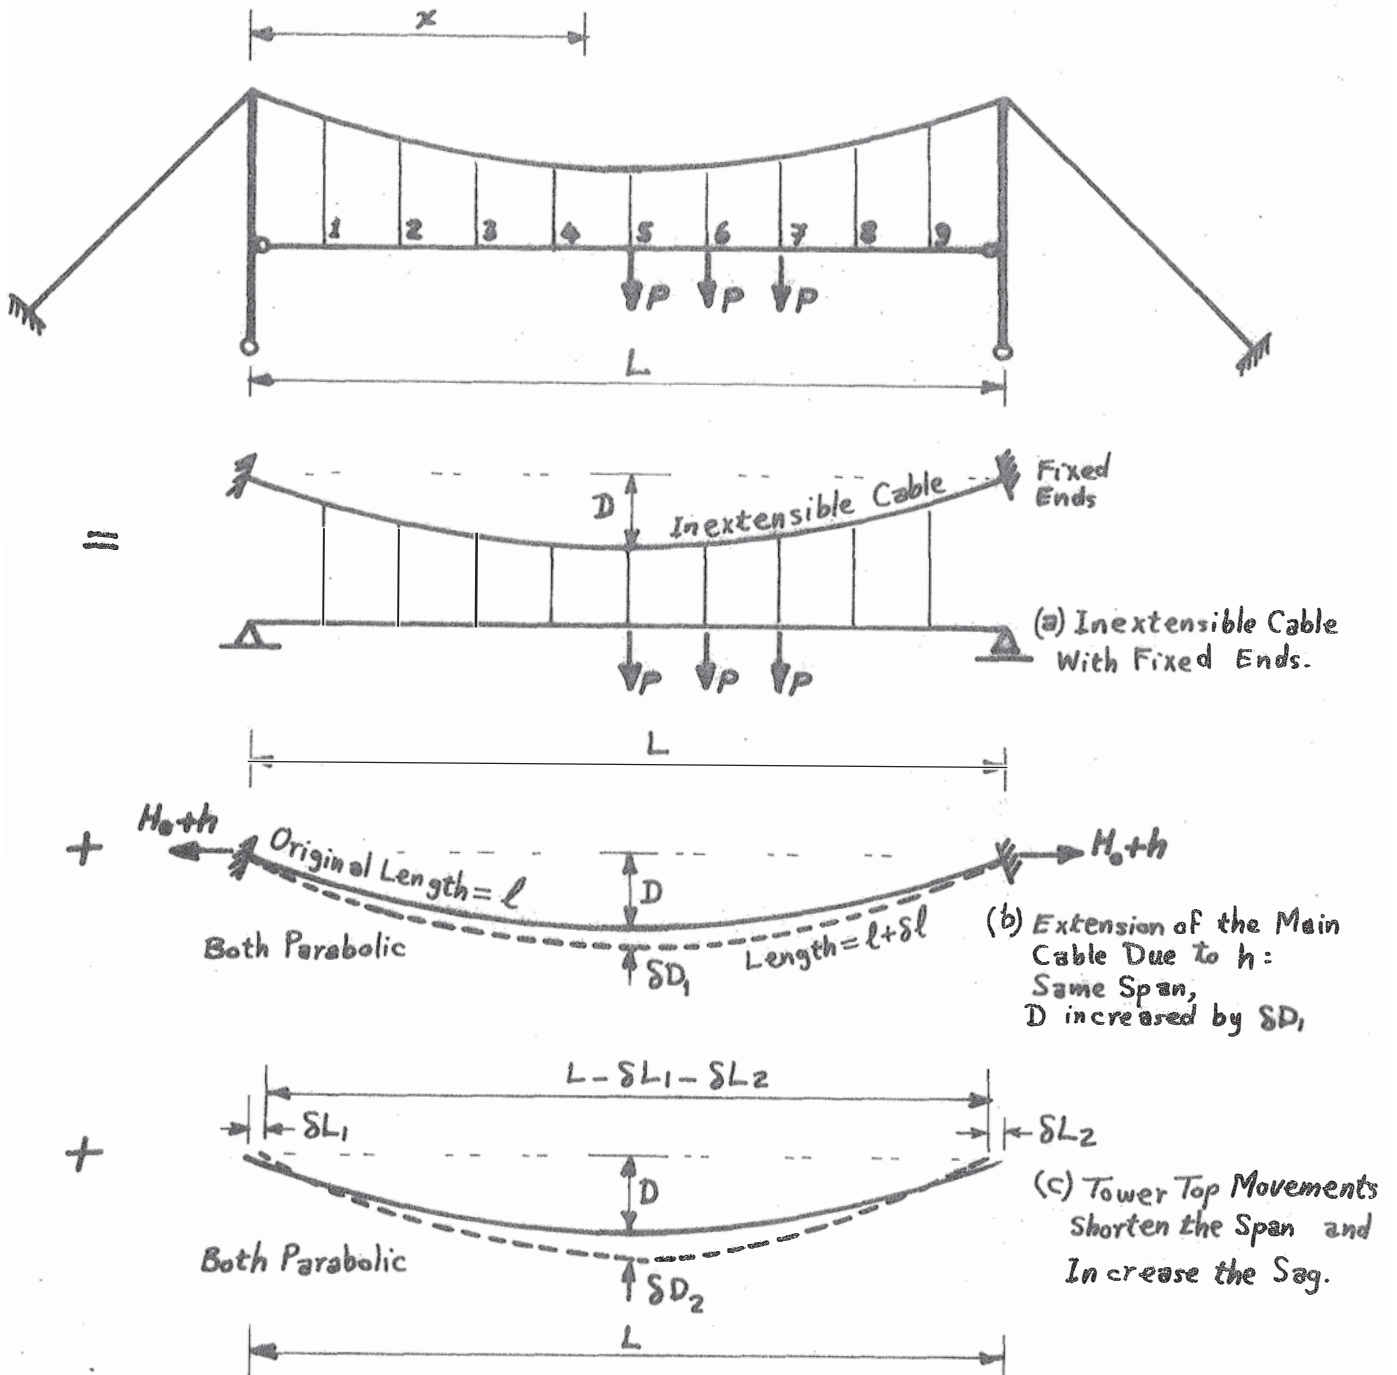 x
1 2 3 4 5 6 7 8 9
P P P
L
=
D
Inextensible Cable
Fixed
Ends
P P P
(a) Inextensible Cable
With Fixed Ends.
L
+
H₀+h
Original Length = l
D
H₀+h
Both Parabolic
Length = l+δl
δD₁
(b) Extension of the Main
Cable Due to h:
Same Span,
D increased by δD₁
L - δL₁ - δL₂
δL₁
δL₂
+
D
(c) Tower Top Movements
Shorten the Span and
Increase the Sag.
Both Parabolic
δD₂
L